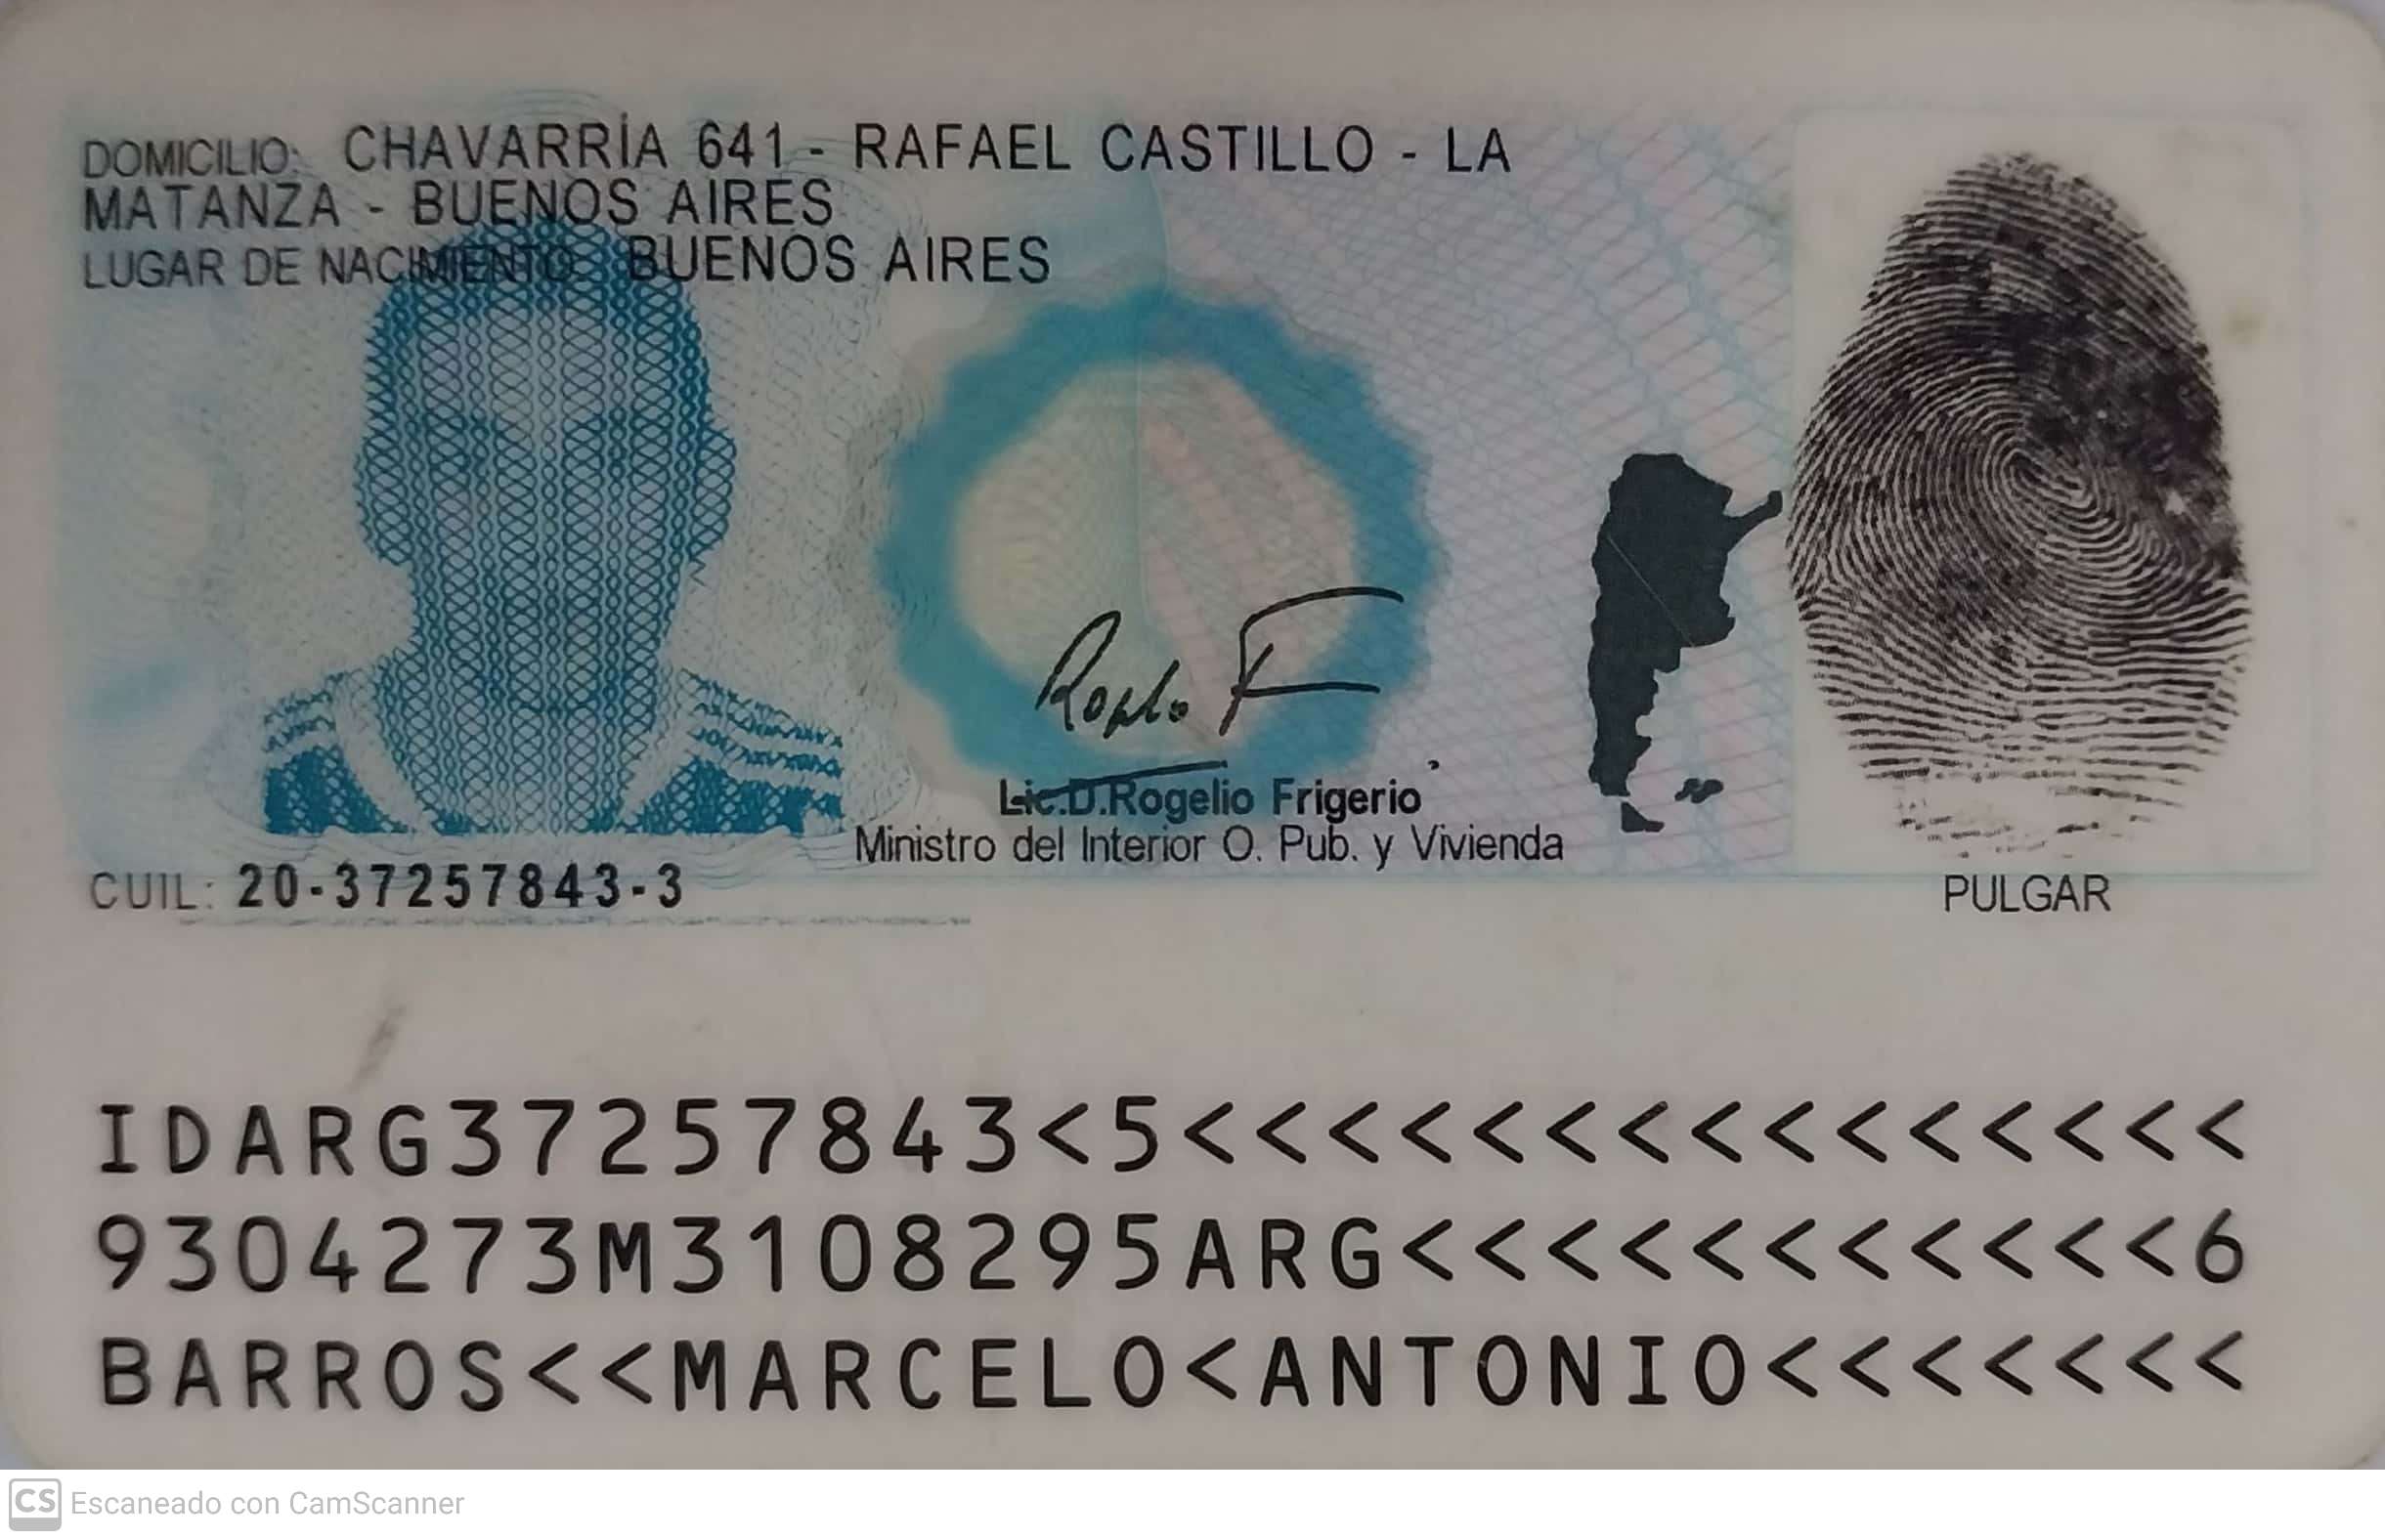 DOMICILIO: CHAVARRÍA 641 - RAFAEL CASTILLO - LA
MATANZA - BUENOS AIRES
LUGAR DE NACIMIENTO: BUENOS AIRES
Lic.D.Rogelio Frigerio
Ministro del Interior O. Pub. y Vivienda
CUIL: 20-37257843-3
PULGAR
IDARG37257843<5<<<<<<<<<<<<<<<
9304273M3108295ARG<<<<<<<<<<<6
BARROS<<MARCELO<ANTONIO<<<<<<<
CS Escaneado con CamScanner